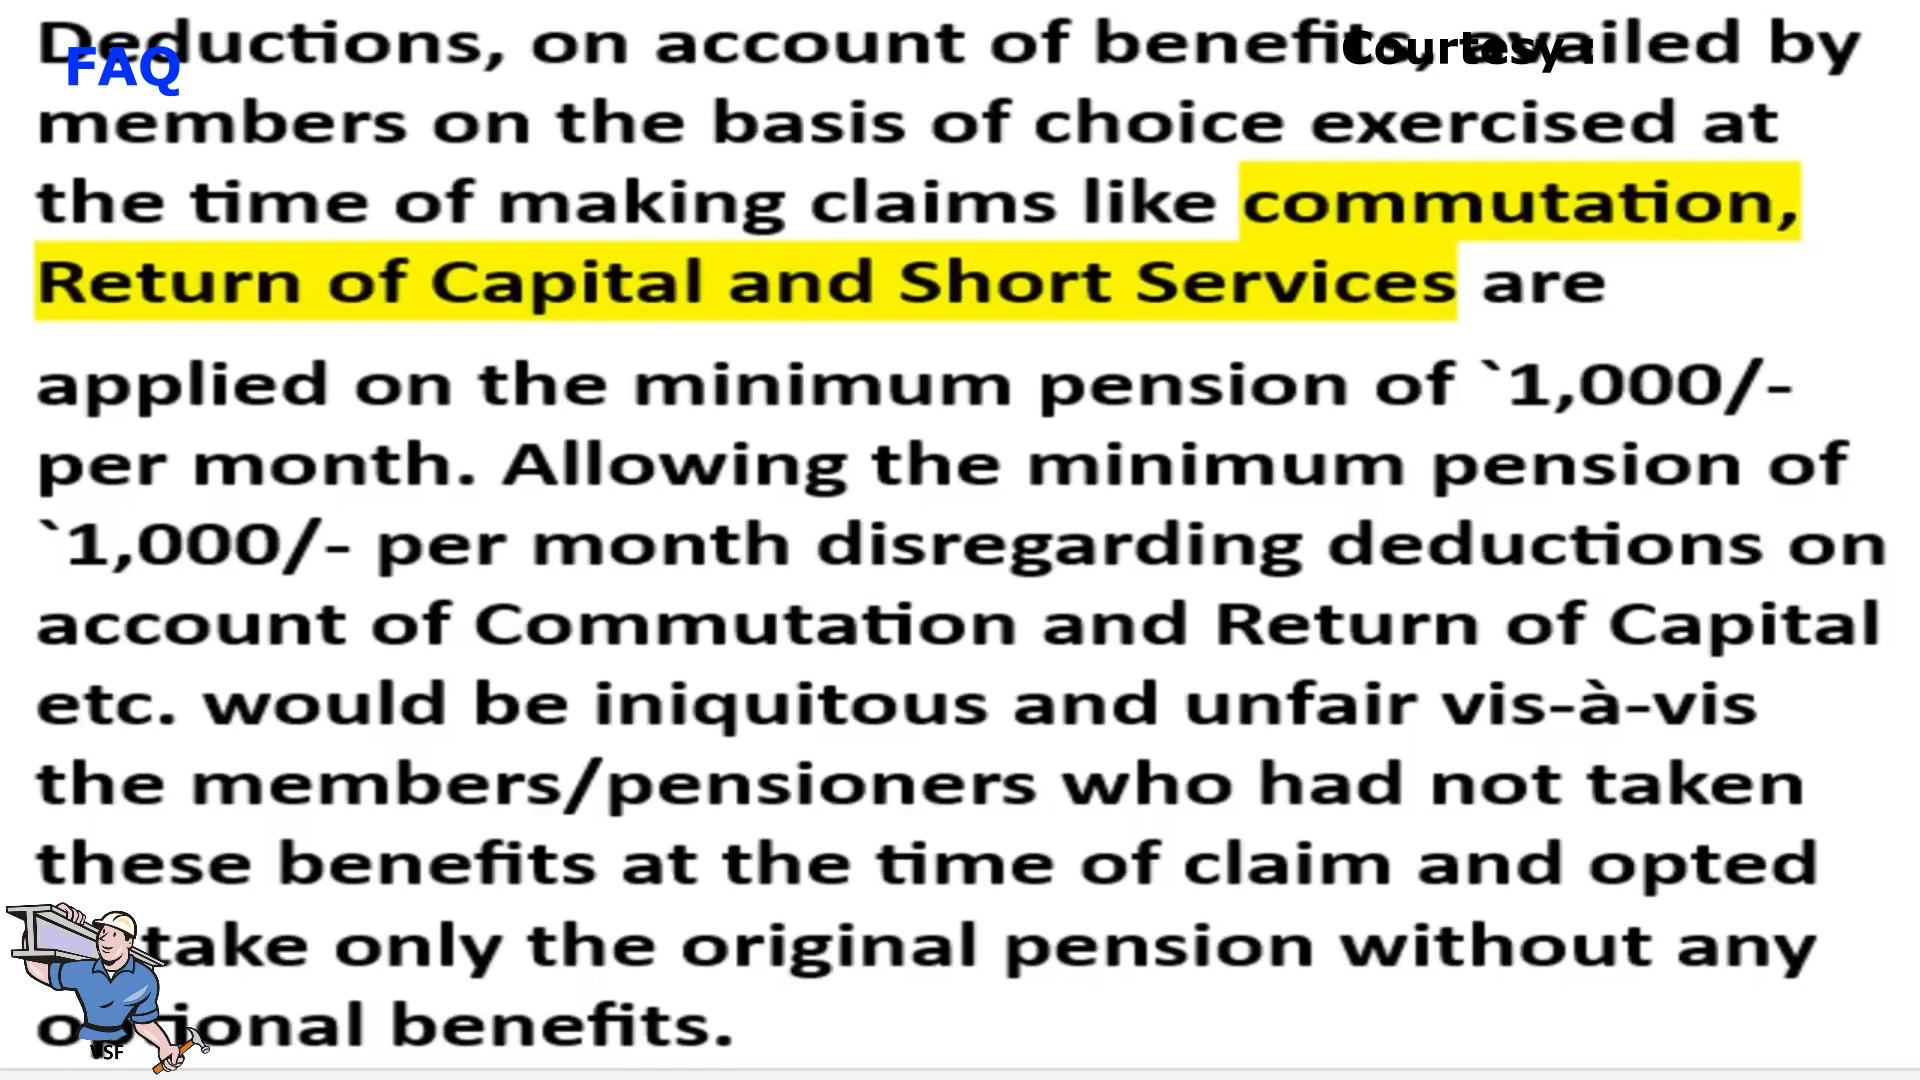 Deductions, on account of benefits, availed by
FAQ
Courtesy :
members on the basis of choice exercised at
the time of making claims like commutation,
Return of Capital and Short Services are
applied on the minimum pension of `1,000/-
per month. Allowing the minimum pension of
`1,000/- per month disregarding deductions on
account of Commutation and Return of Capital
etc. would be iniquitous and unfair vis-à-vis
the members/pensioners who had not taken
these benefits at the time of claim and opted
take only the original pension without any
optional benefits.
VSF